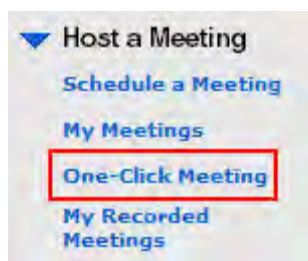 Host a Meeting
Schedule a Meeting
My Meetings
One-Click Meeting
My Recorded
Meetings